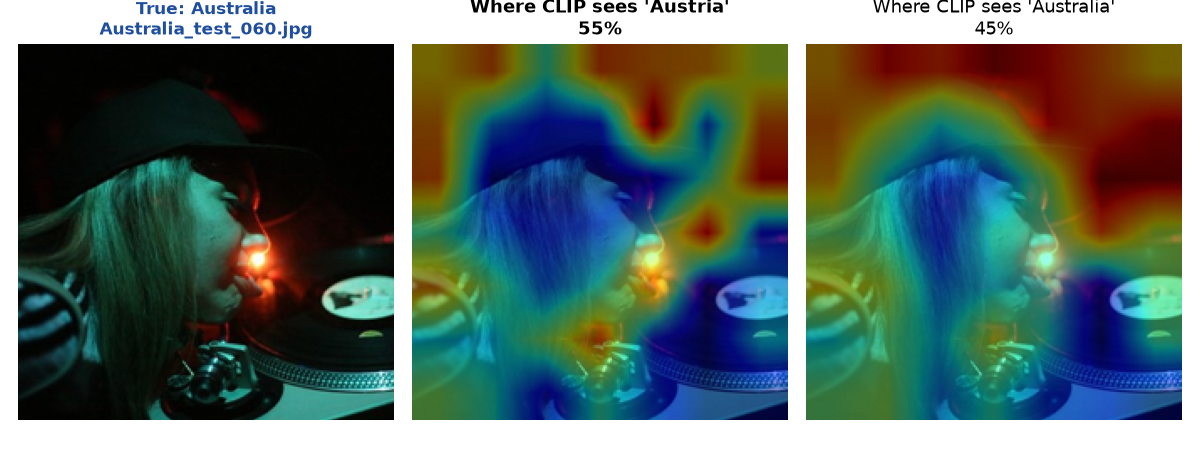 True: Australia
Australia_test_060.jpg
Where CLIP sees 'Austria'
55%
Where CLIP sees 'Australia'
45%